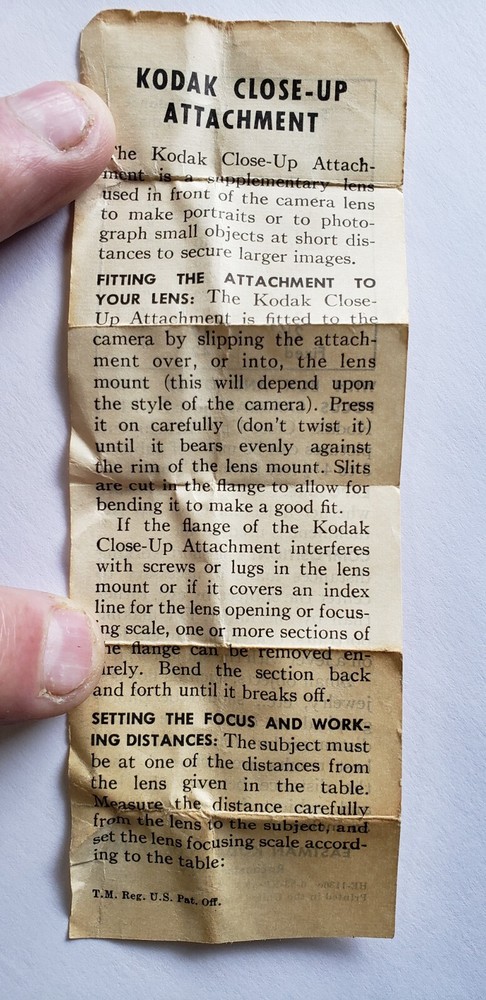 KODAK CLOSE-UP
ATTACHMENT
The Kodak Close-Up Attach-
ment is a supplementary lens
used in front of the camera lens
to make portraits or to photo-
graph small objects at short dis-
tances to secure larger images.
FITTING THE ATTACHMENT TO
YOUR LENS: The Kodak Close-
Up Attachment is fitted to the
camera by slipping the attach-
ment over, or into, the lens
mount (this will depend upon
the style of the camera). Press
it on carefully (don't twist it)
until it bears evenly against
the rim of the lens mount. Slits
are cut in the flange to allow for
bending it to make a good fit.
If the flange of the Kodak
Close-Up Attachment interferes
with screws or lugs in the lens
mount or if it covers an index
line for the lens opening or focus-
ing scale, one or more sections of
he flange can be removed en-
irely. Bend the section back
and forth until it breaks off.
SETTING THE FOCUS AND WORK-
ING DISTANCES: The subject must
be at one of the distances from
the lens given in the table.
Measure the distance carefully
from the lens to the subject, and
set the lens focusing scale accord-
ing to the table:
T.M. Reg. U.S. Pat. Off.